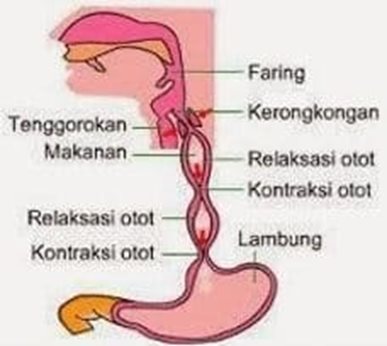 Faring
Kerongkongan
Tenggorokan
Makanan
Relaksasi otot
Kontraksi otot
Relaksasi otot
Kontraksi otot
Lambung